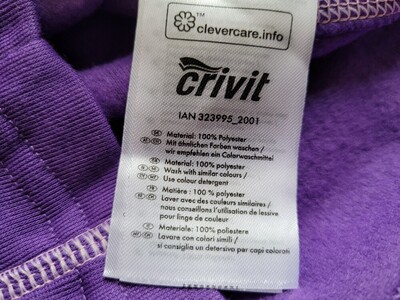 ™
clevercare.info
crivit
IAN 323995_2001
Material: 100% Polyester
Mit ähnlichen Farben waschen /
wir empfehlen ein Colorwaschmittel
Material: 100% Polyester
Wash with similar colours /
Use colour detergent
Matière : 100 % polyester
Laver avec des couleurs similaires /
nous conseillons l'utilisation de lessive
pour linge de couleur
Materiale: 100% poliestere
Lavare con colori simili /
si consiglia un detersivo per capi colorati